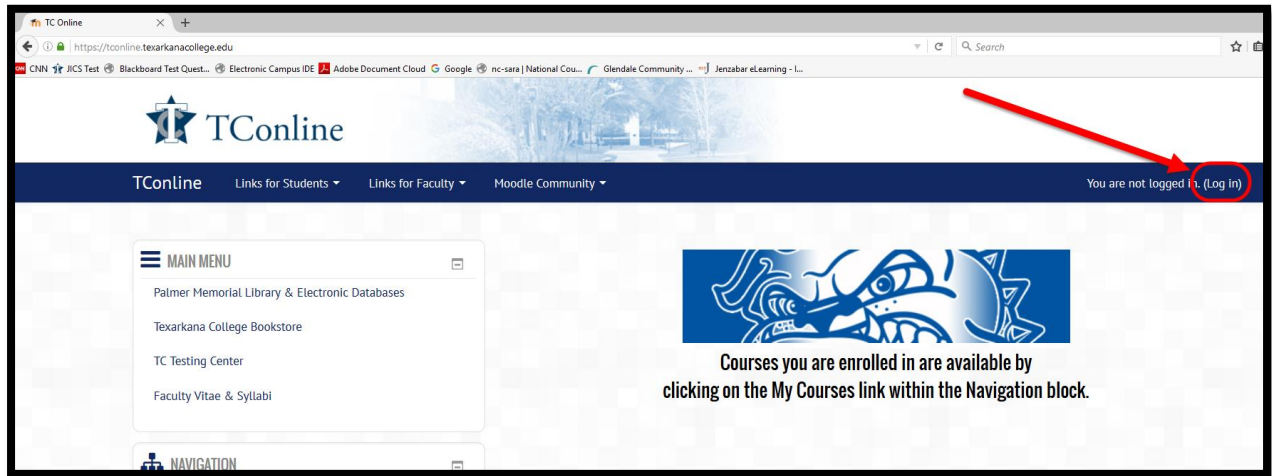 TC Online
https://tconline.texarkanacollege.edu
Search
CNN JICS Test Blackboard Test Quest... Electronic Campus IDE Adobe Document Cloud Google nc-sara | National Cou... Glendale Community ... Jenzabar eLearning - I...
TConline
TConline Links for Students Links for Faculty Moodle Community You are not logged in. (Log in)
MAIN MENU
Palmer Memorial Library & Electronic Databases
Texarkana College Bookstore
TC Testing Center
Faculty Vitae & Syllabi
Courses you are enrolled in are available by
clicking on the My Courses link within the Navigation block.
NAVIGATION